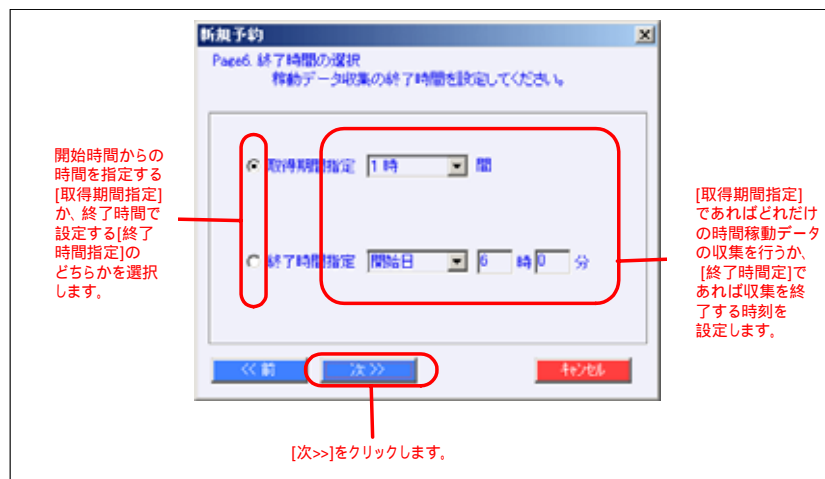 新規予約
Page6. 終了時間の選択
稼動データ収集の終了時間を設定してください。
開始時間からの
時間を指定する
[取得期間指定]
か、終了時間で
設定する[終了
時間指定]の
どちらかを選択
します。
取得期間指定 1 時 間
終了時間指定 開始日 6 時 0 分
[取得期間指定]
であればどれだけ
の時間稼動データ
の収集を行うか、
[終了時間定]で
あれば収集を終
了する時刻を
設定します。
<< 前 次 >> キャンセル
[次>>]をクリックします。